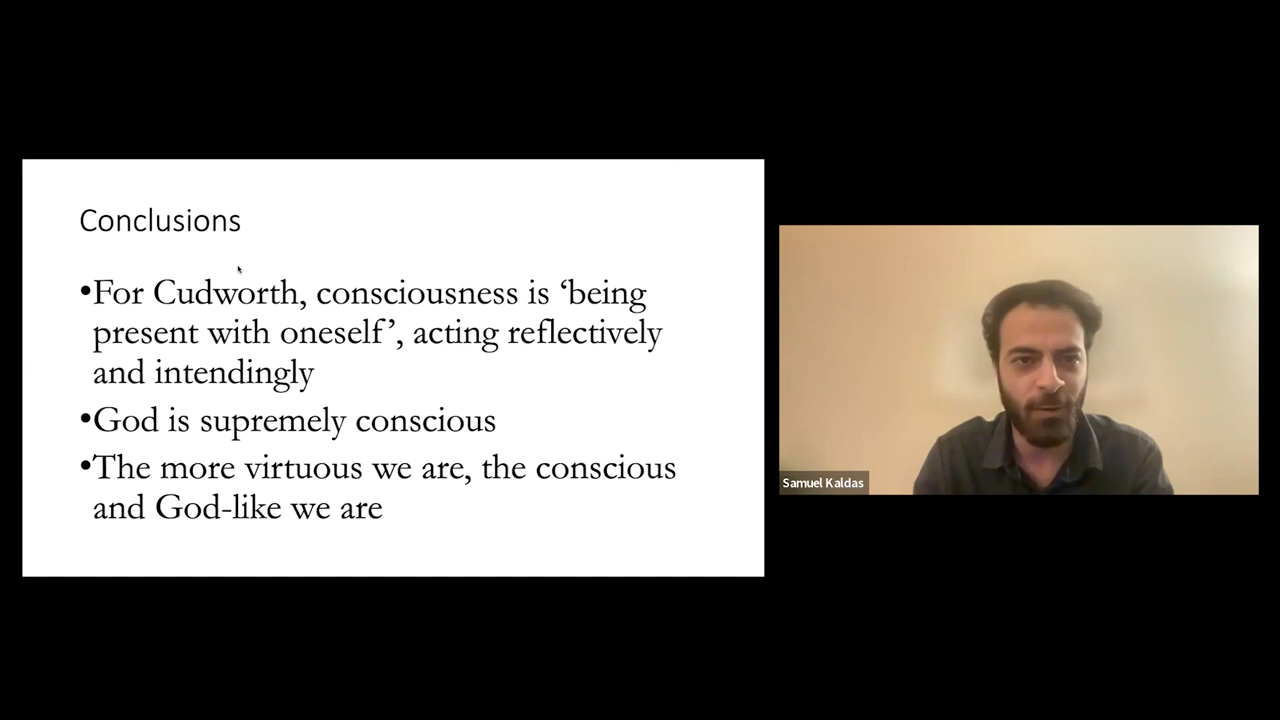 Conclusions
•For Cudworth, consciousness is ‘being
present with oneself’, acting reflectively
and intendingly
•God is supremely conscious
•The more virtuous we are, the conscious
and God-like we are
Samuel Kaldas